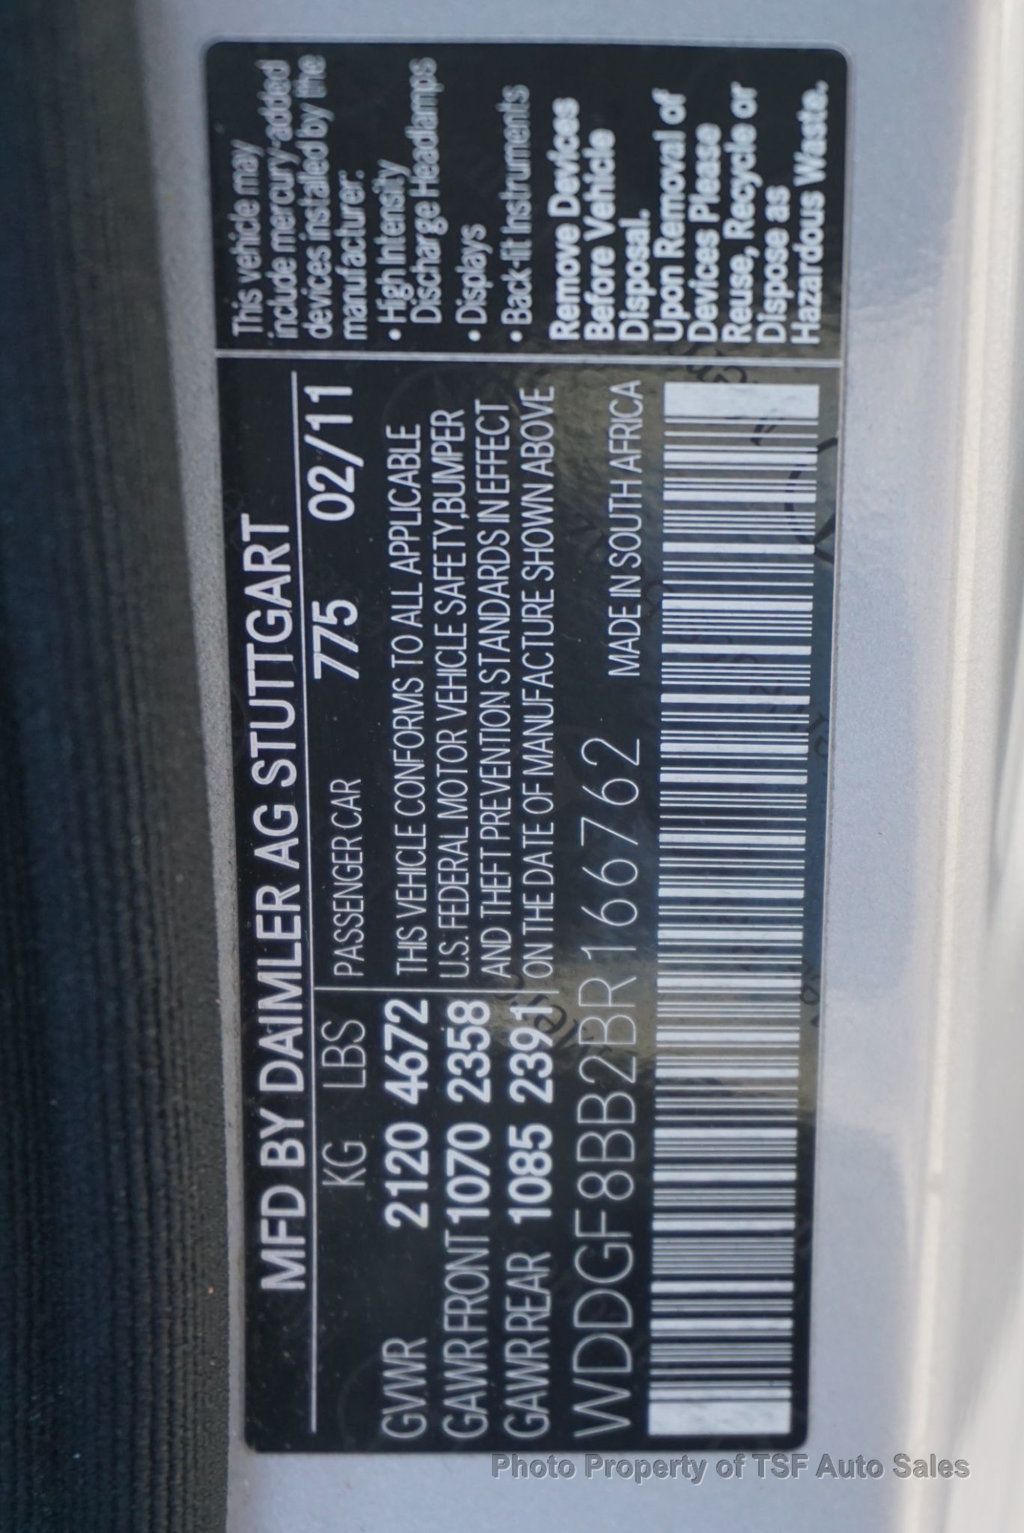 MFD BY DAIMLER AG STUTTGART
KG LBS
GVWR 2120 4672
GAWR FRONT 1070 2358
GAWR REAR 1085 2391
PASSENGER CAR 775 02/11
THIS VEHICLE CONFORMS TO ALL APPLICABLE
U.S. FEDERAL MOTOR VEHICLE SAFETY,BUMPER
AND THEFT PREVENTION STANDARDS IN EFFECT
ON THE DATE OF MANUFACTURE SHOWN ABOVE
WDDGF8BB2BR166762 MADE IN SOUTH AFRICA
This vehicle may
include mercury-added
devices installed by the
manufacturer:
• High Intensity
Discharge Headlamps
• Displays
• Back-lit Instruments
Remove Devices
Before Vehicle
Disposal.
Upon Removal of
Devices Please
Reuse, Recycle or
Dispose as
Hazardous Waste.
Photo Property of TSF Auto Sales